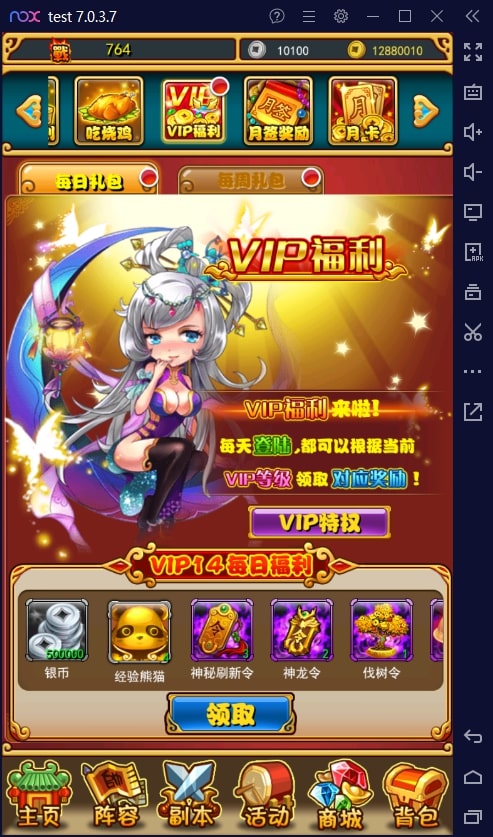 nox test 7.0.3.7
戰 764 10100 12880010
吃烧鸡 VIP福利 月签奖励 月卡
每日礼包 每周礼包
VIP福利
VIP福利来啦!
每天登陆,都可以根据当前
VIP等级领取对应奖励!
VIP特权
VIP14每日福利
500000 3 2
银币 经验熊猫 神秘刷新令 神龙令 伐树令
领取
主页 阵容 副本 活动 商城 背包